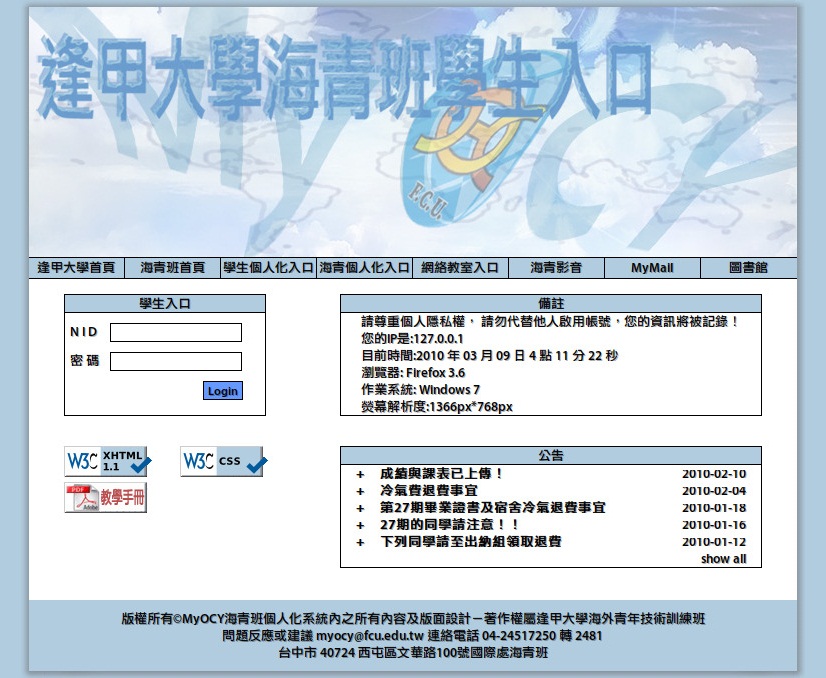 逢甲大學海青班學生入口
My OCY
F.C.U.
逢甲大學首頁 海青班首頁 學生個人化入口 海青個人化入口 網絡教室入口 海青影音 MyMail 圖書館
學生入口
NID
密碼
Login
W3C XHTML 1.1
W3C CSS
PDF Adobe 教學手冊
備註
請尊重個人隱私權， 請勿代替他人啟用帳號，您的資訊將被記錄！
您的IP是:127.0.0.1
目前時間:2010 年 03 月 09 日 4 點 11 分 22 秒
瀏覽器: Firefox 3.6
作業系統: Windows 7
熒幕解析度:1366px*768px
公告
+ 成績與課表已上傳！ 2010-02-10
+ 冷氣費退費事宜 2010-02-04
+ 第27期畢業證書及宿舍冷氣退費事宜 2010-01-18
+ 27期的同學請注意！！ 2010-01-16
+ 下列同學請至出納組領取退費 2010-01-12
show all
版權所有©MyOCY海青班個人化系統內之所有內容及版面設計－著作權屬逢甲大學海外青年技術訓練班
問題反應或建議 myocy@fcu.edu.tw 連絡電話 04-24517250 轉 2481
台中市 40724 西屯區文華路100號國際處海青班